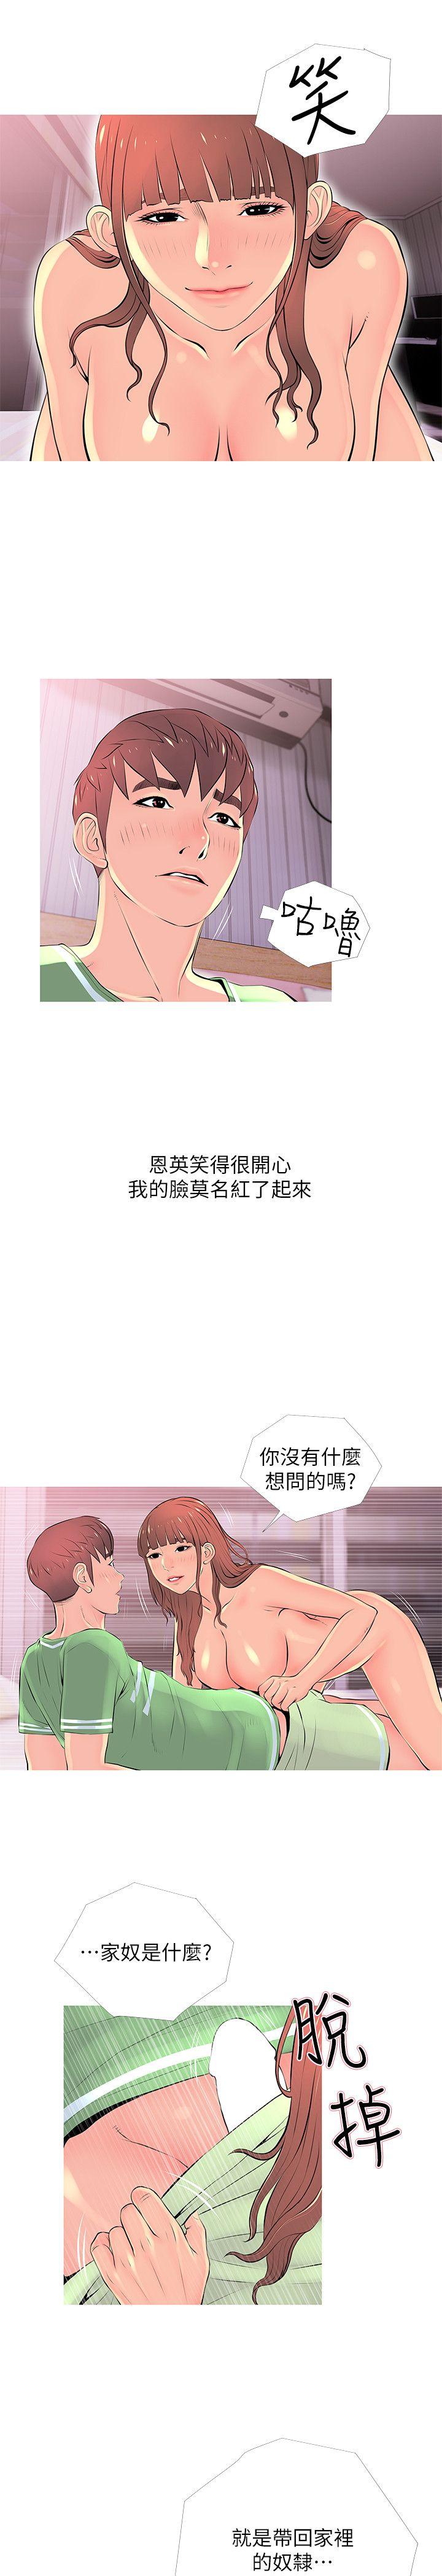 笑
咕嚕
恩英笑得很開心
我的臉莫名紅了起來
你沒有什麼
想問的嗎?
…家奴是什麼?
脫掉
就是帶回家裡
的奴隸…